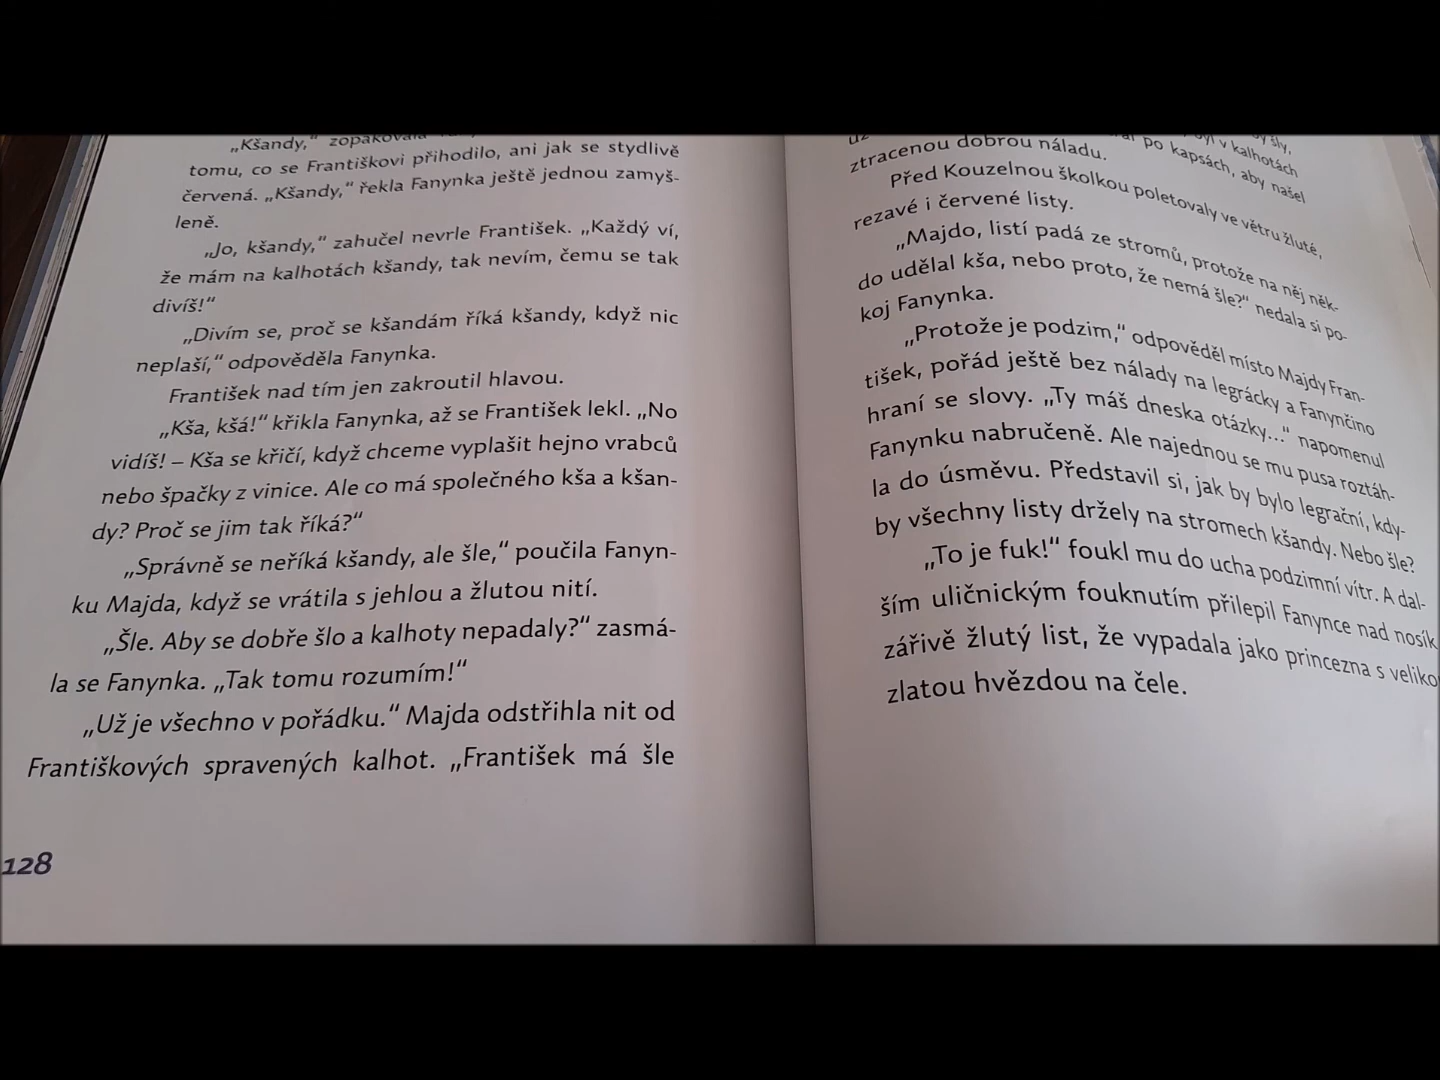 „Kšandy,“ zopakovala
tomu, co se Františkovi přihodilo, ani jak se stydlivě
červená. „Kšandy,“ řekla Fanynka ještě jednou zamyš-
leně.
„Jo, kšandy,“ zahučel nevrle František. „Každý ví,
že mám na kalhotách kšandy, tak nevím, čemu se tak
divíš!“
„Divím se, proč se kšandám říká kšandy, když nic
neplaší,“ odpověděla Fanynka.
František nad tím jen zakroutil hlavou.
„Kša, kšá!“ křikla Fanynka, až se František lekl. „No
vidíš! – Kša se křičí, když chceme vyplašit hejno vrabců
nebo špačky z vinice. Ale co má společného kša a kšan-
dy? Proč se jim tak říká?“
„Správně se neříká kšandy, ale šle,“ poučila Fanyn-
ku Majda, když se vrátila s jehlou a žlutou nití.
„Šle. Aby se dobře šlo a kalhoty nepadaly?“ zasmá-
la se Fanynka. „Tak tomu rozumím!“
„Už je všechno v pořádku.“ Majda odstřihla nit od
Františkových spravených kalhot. „František má šle
128
šly,
byl v kalhotách
po kapsách, aby našel
ztracenou dobrou náladu.
Před Kouzelnou školkou poletovaly ve větru žluté,
rezavé i červené listy.
„Majdo, listí padá ze stromů, protože na něj něk-
do udělal kša, nebo proto, že nemá šle?“ nedala si po-
koj Fanynka.
„Protože je podzim,“ odpověděl místo Majdy Fran-
tišek, pořád ještě bez nálady na legrácky a Fanynčino
hraní se slovy. „Ty máš dneska otázky...“ napomenul
Fanynku nabručeně. Ale najednou se mu pusa roztáh-
la do úsměvu. Představil si, jak by bylo legrační, kdy-
by všechny listy držely na stromech kšandy. Nebo šle?
„To je fuk!“ foukl mu do ucha podzimní vítr. A dal-
ším uličnickým fouknutím přilepil Fanynce nad nosík
zářivě žlutý list, že vypadala jako princezna s veliko
zlatou hvězdou na čele.